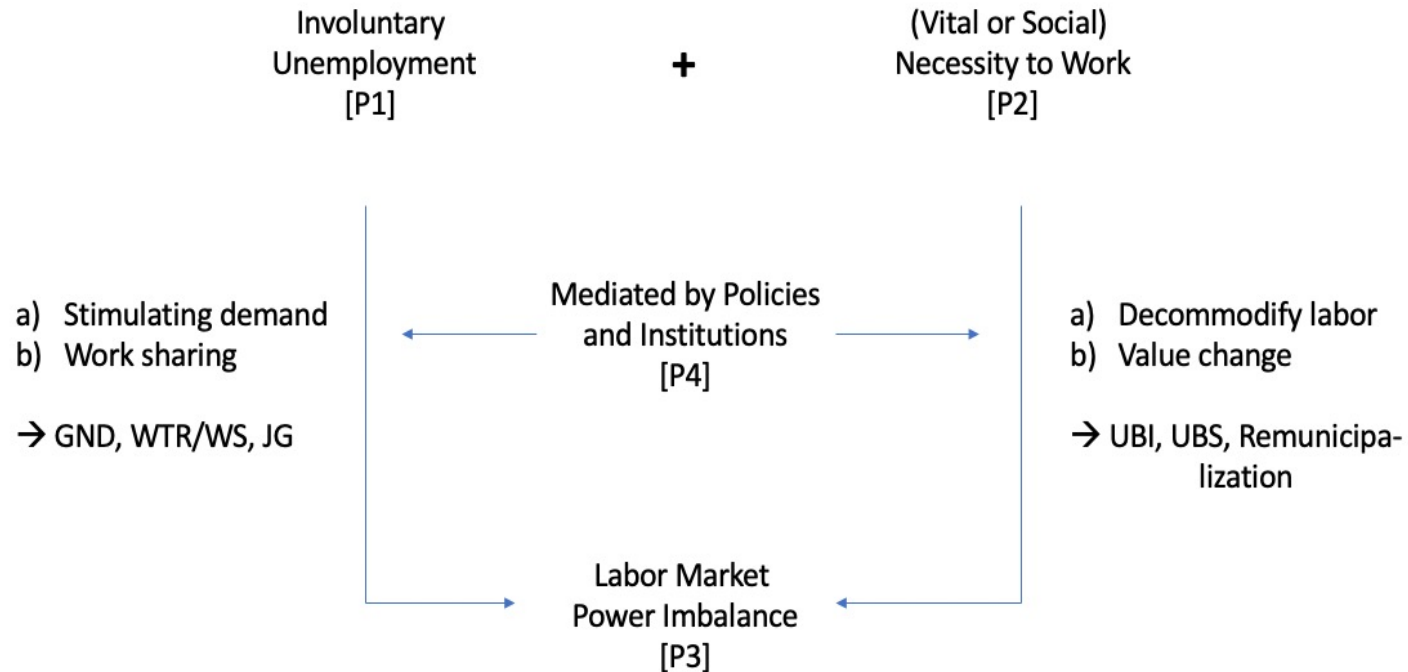 Involuntary
Unemployment
[P1]
+
(Vital or Social)
Necessity to Work
[P2]
a) Stimulating demand
b) Work sharing
→ GND, WTR/WS, JG
Mediated by Policies
and Institutions
[P4]
a) Decommodify labor
b) Value change
→ UBI, UBS, Remunicipa-
lization
Labor Market
Power Imbalance
[P3]